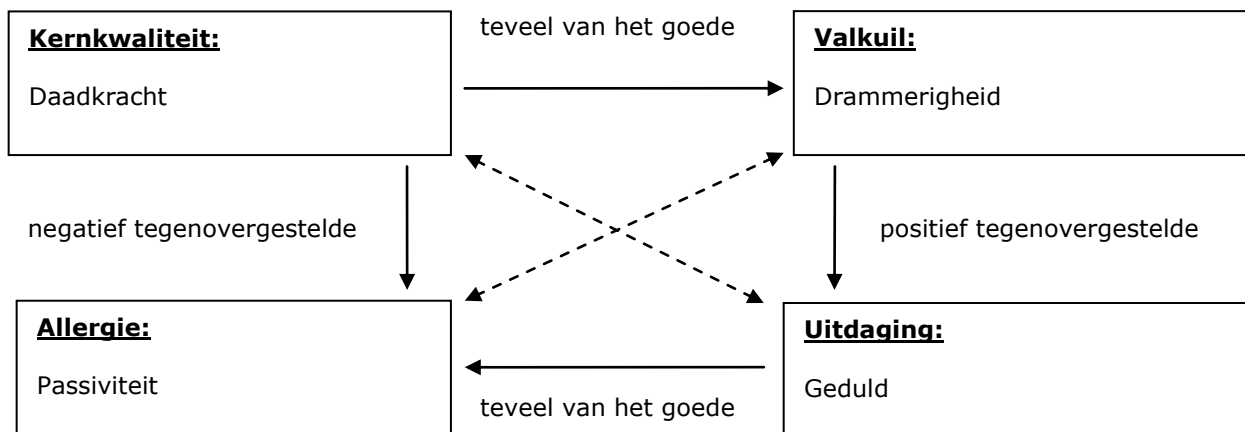 teveel van het goede
Kernkwaliteit:
Daadkracht
Valkuil:
Drammerigheid
negatief tegenovergestelde
positief tegenovergestelde
Allergie:
Passiviteit
Uitdaging:
Geduld
teveel van het goede